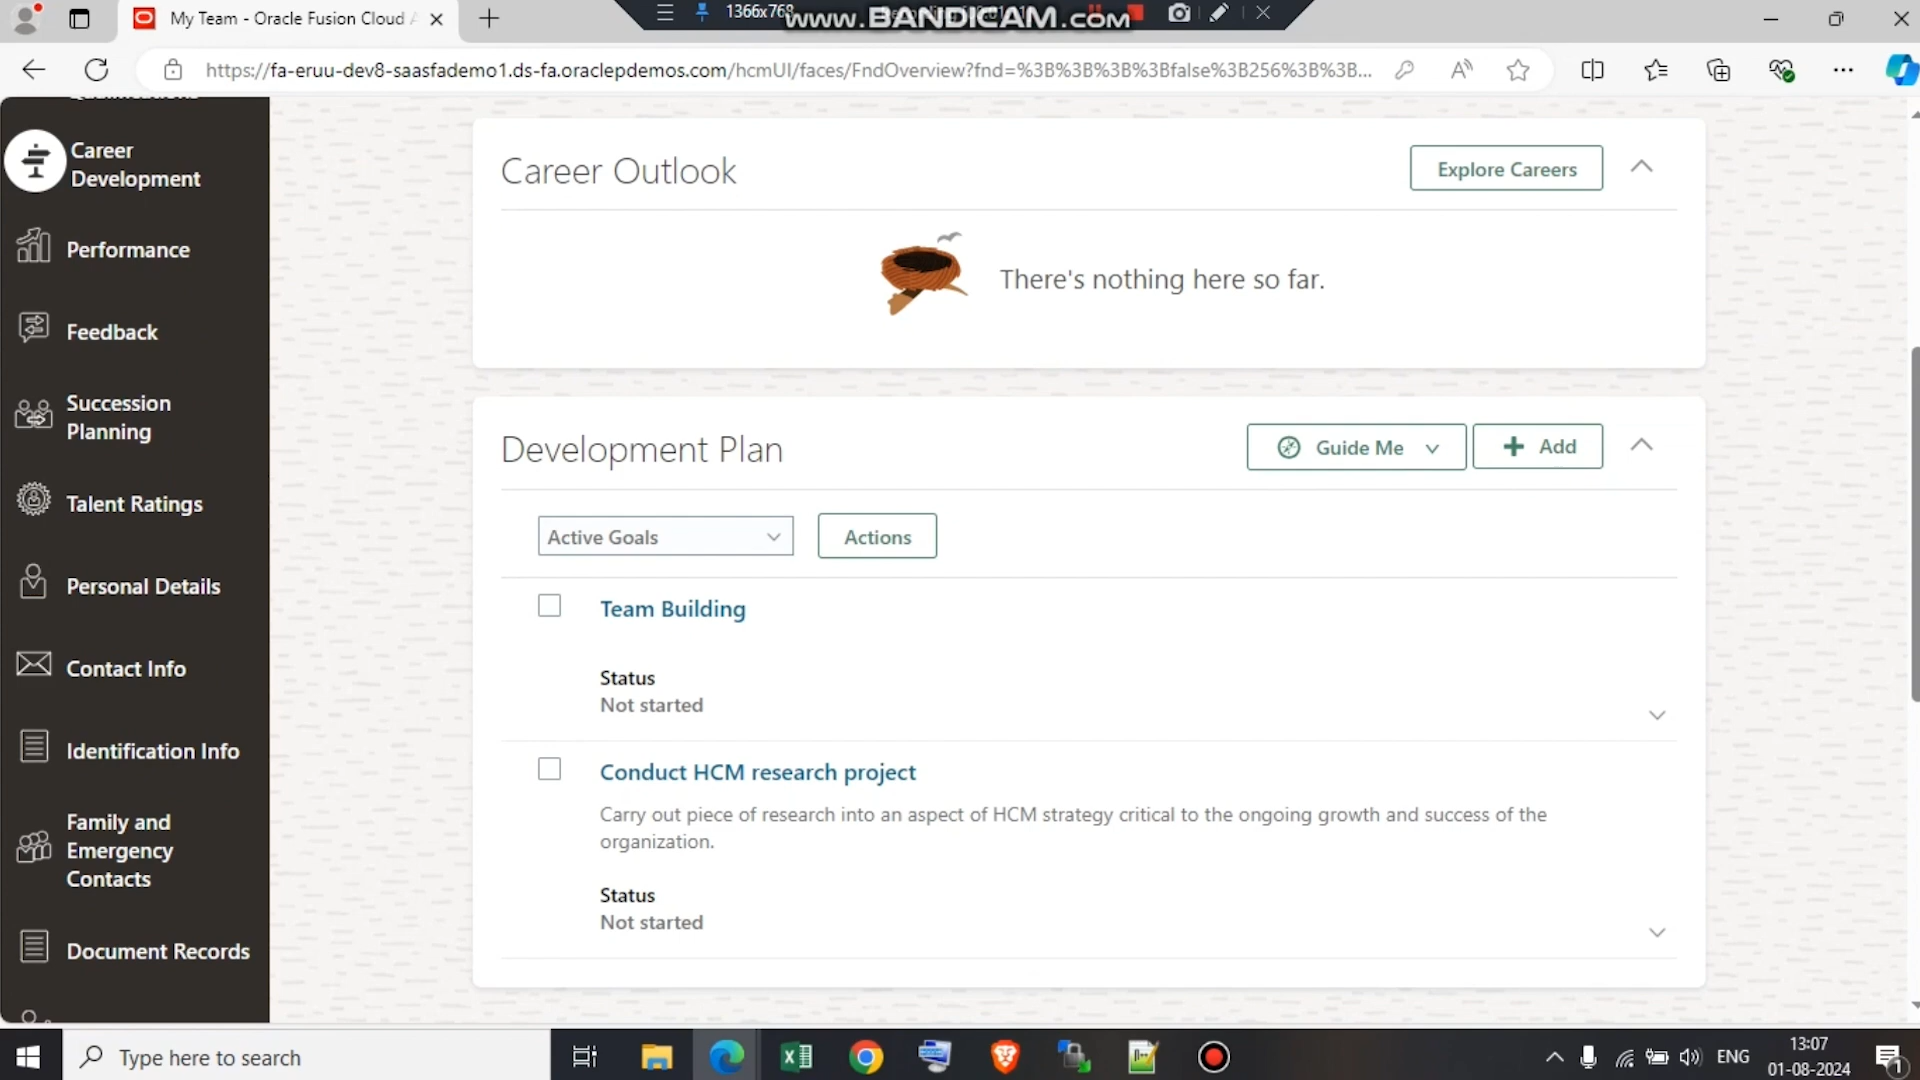 My Team - Oracle Fusion Cloud A
1366x768
www.BANDICAM.com
https://fa-eruu-dev8-saasfademo1.ds-fa.oraclepdemos.com/hcmUI/faces/FndOverview?fnd=%3B%3B%3B%3Bfalse%3B256%3B%3B...
Career
Development
Performance
Feedback
Succession
Planning
Talent Ratings
Personal Details
Contact Info
Identification Info
Family and
Emergency
Contacts
Document Records
Career Outlook
Explore Careers
There's nothing here so far.
Development Plan
Guide Me
Add
Active Goals
Actions
Team Building
Status
Not started
Conduct HCM research project
Carry out piece of research into an aspect of HCM strategy critical to the ongoing growth and success of the
organization.
Status
Not started
Type here to search
ENG
13:07
01-08-2024
1